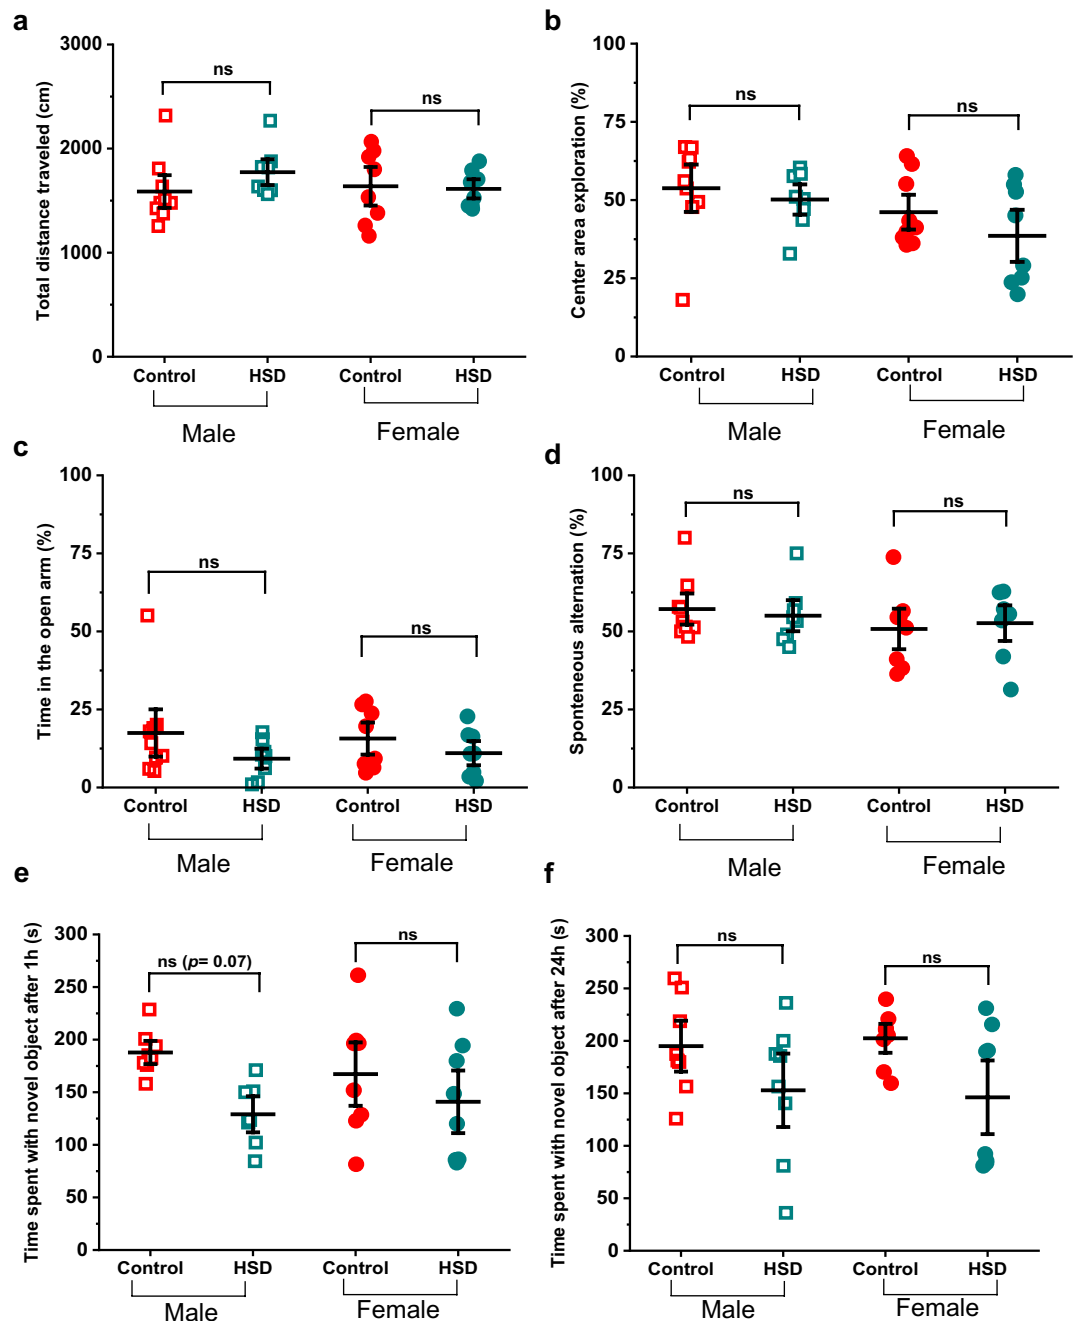 a
Total distance traveled (cm)
3000
2000
1000
0
ns
ns
Control HSD Control HSD
Male Female
b
Center area exploration (%)
100
75
50
25
0
ns
ns
Control HSD Control HSD
Male Female
c
Time in the open arm (%)
100
75
50
25
0
ns
ns
Control HSD Control HSD
Male Female
d
Sponteneous alternation (%)
100
75
50
25
0
ns
ns
Control HSD Control HSD
Male Female
e
Time spent with novel object after 1h (s)
300
250
200
150
100
50
0
ns (p= 0.07)
ns
Control HSD Control HSD
Male Female
f
Time spent with novel object after 24h (s)
300
250
200
150
100
50
0
ns
ns
Control HSD Control HSD
Male Female